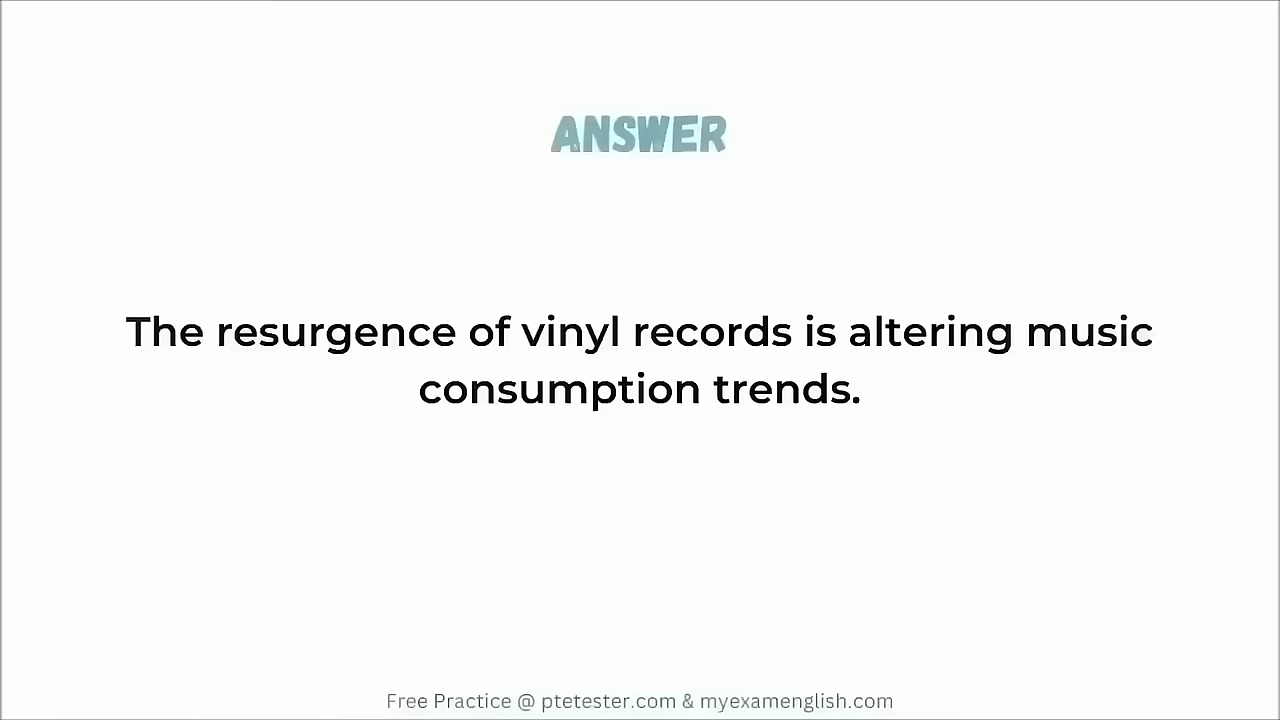 ANSWER
The resurgence of vinyl records is altering music
consumption trends.
Free Practice @ ptetester.com & myexamenglish.com